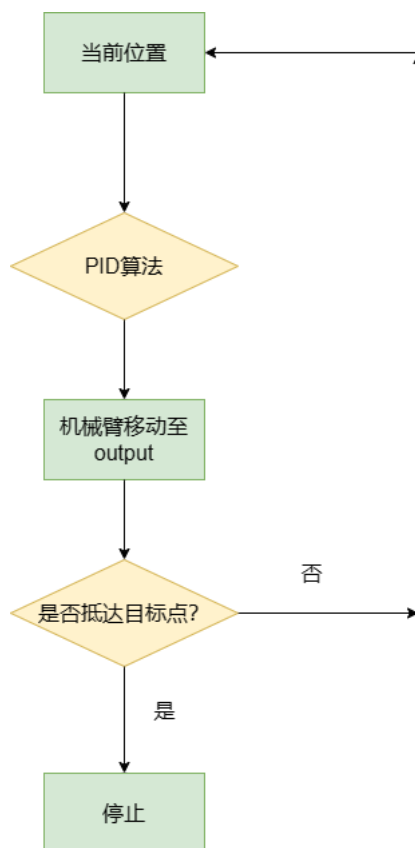 当前位置
PID算法
机械臂移动至
output
否
是否抵达目标点?
是
停止